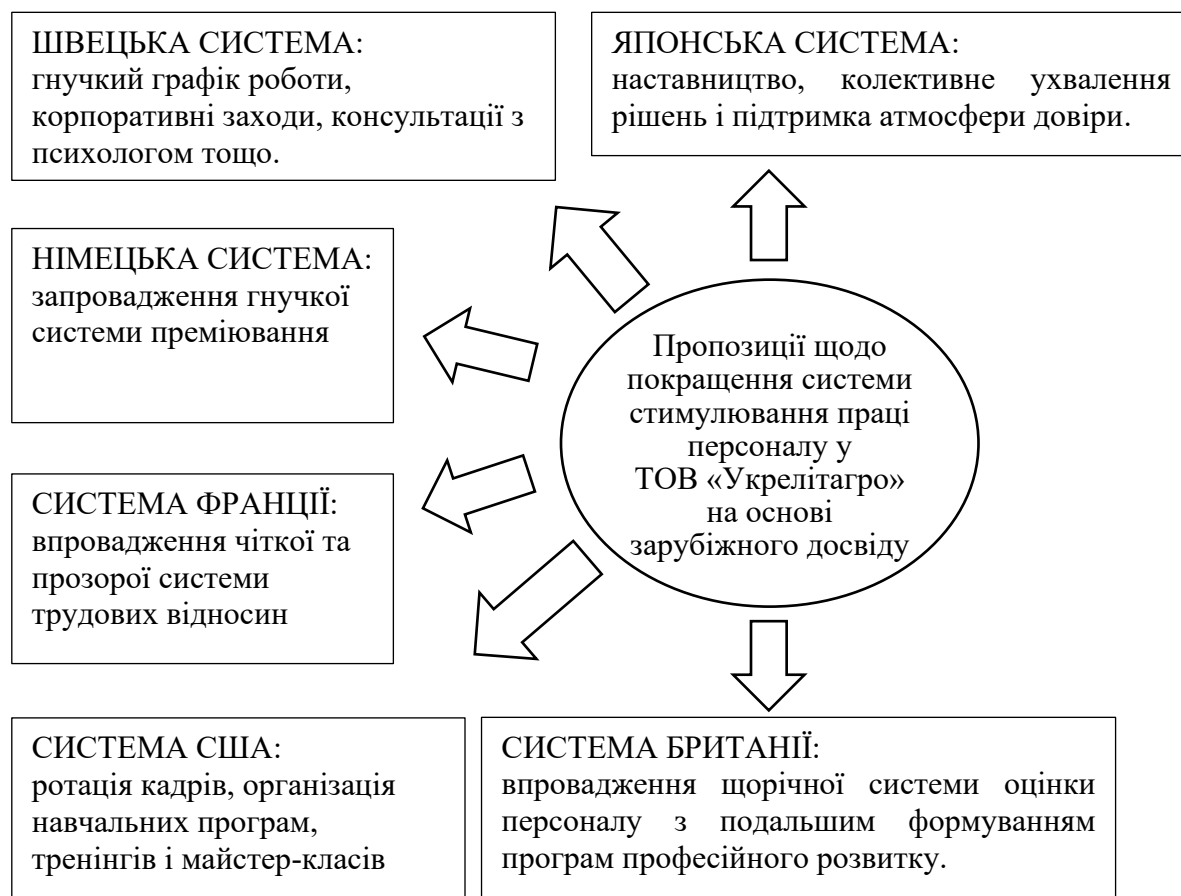 ШВЕЦЬКА СИСТЕМА:
гнучкий графік роботи,
корпоративні заходи, консультації з
психологом тощо.
ЯПОНСЬКА СИСТЕМА:
наставництво, колективне ухвалення
рішень і підтримка атмосфери довіри.
НІМЕЦЬКА СИСТЕМА:
запровадження гнучкої
системи преміювання
Пропозиції щодо
покращення системи
стимулювання праці
персоналу у
ТОВ «Укрелітагро»
на основі
зарубіжного досвіду
СИСТЕМА ФРАНЦІЇ:
впровадження чіткої та
прозорої системи
трудових відносин
СИСТЕМА США:
ротація кадрів, організація
навчальних програм,
тренінгів і майстер-класів
СИСТЕМА БРИТАНІЇ:
впровадження щорічної системи оцінки
персоналу з подальшим формуванням
програм професійного розвитку.